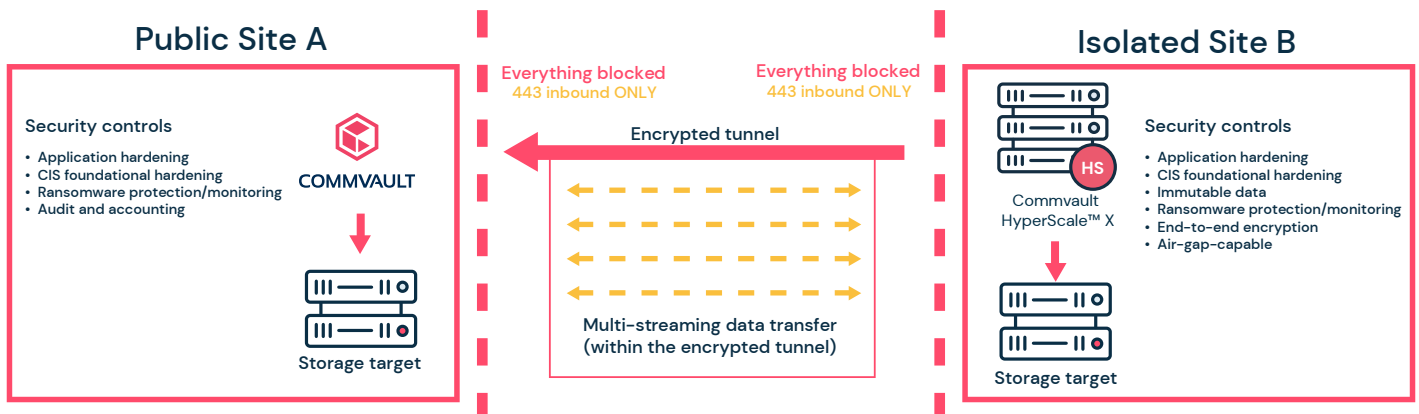 Public Site A
Security controls
• Application hardening
• CIS foundational hardening
• Ransomware protection/monitoring
• Audit and accounting
COMMVAULT
Storage target
Everything blocked
443 inbound ONLY
Everything blocked
443 inbound ONLY
Encrypted tunnel
Multi-streaming data transfer
(within the encrypted tunnel)
Isolated Site B
HS
Commvault
HyperScale™ X
Storage target
Security controls
• Application hardening
• CIS foundational hardening
• Immutable data
• Ransomware protection/monitoring
• End-to-end encryption
• Air-gap-capable